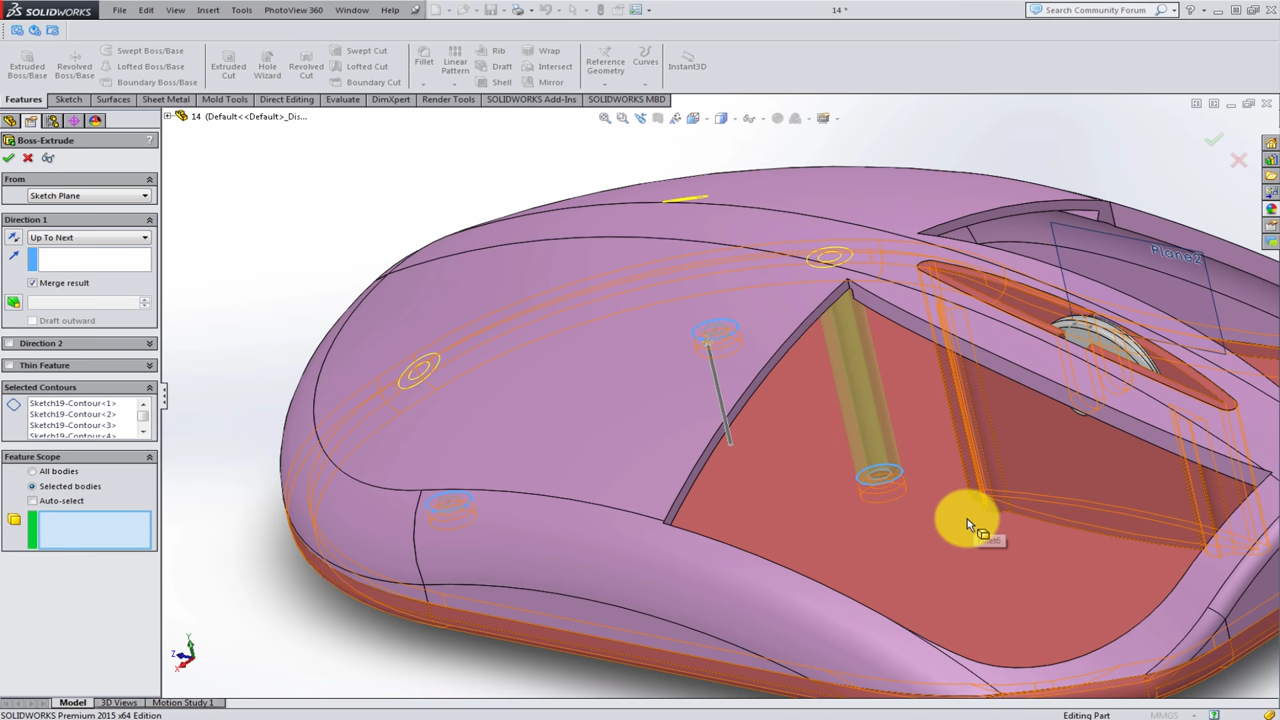 SOLIDWORKS File Edit View Insert Tools PhotoView 360 Window Help 14 * Search Community Forum
Extruded Boss/Base Revolved Boss/Base Swept Boss/Base Lofted Boss/Base Boundary Boss/Base Extruded Cut Hole Wizard Revolved Cut Swept Cut Lofted Cut Boundary Cut Fillet Linear Pattern Rib Draft Shell Wrap Intersect Mirror Reference Geometry Curves Instant3D
Features Sketch Surfaces Sheet Metal Mold Tools Direct Editing Evaluate DimXpert Render Tools SOLIDWORKS Add-Ins SOLIDWORKS MBD
14 (Default<<Default>_Dis...
Boss-Extrude ?
From
Sketch Plane
Direction 1
Up To Next
Merge result
Draft outward
Direction 2
Thin Feature
Selected Contours
Sketch19-Contour<1>
Sketch19-Contour<2>
Sketch19-Contour<3>
Sketch19-Contour<4>
Feature Scope
All bodies
Selected bodies
Auto-select
Plane2
Y
Z
X
Model 3D Views Motion Study 1
SOLIDWORKS Premium 2015 x64 Edition Editing Part MMGS